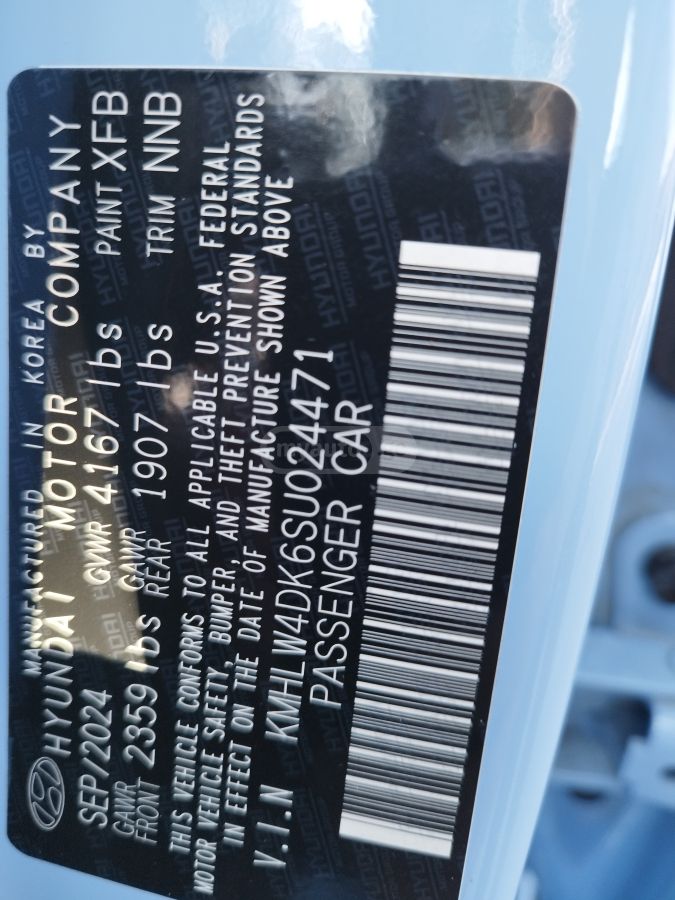 MANUFACTURED IN KOREA BY
HYUNDAI MOTOR COMPANY
SEP/2024 GVWR 4167 lbs PAINT XFB
GAWR FRONT 2359 lbs GAWR REAR 1907 lbs TRIM NNB
THIS VEHICLE CONFORMS TO ALL APPLICABLE U.S.A. FEDERAL
MOTOR VEHICLE SAFETY, BUMPER, AND THEFT PREVENTION STANDARDS
IN EFFECT ON THE DATE OF MANUFACTURE SHOWN ABOVE
V.I.N KMHLW4DK6SU024471
PASSENGER CAR